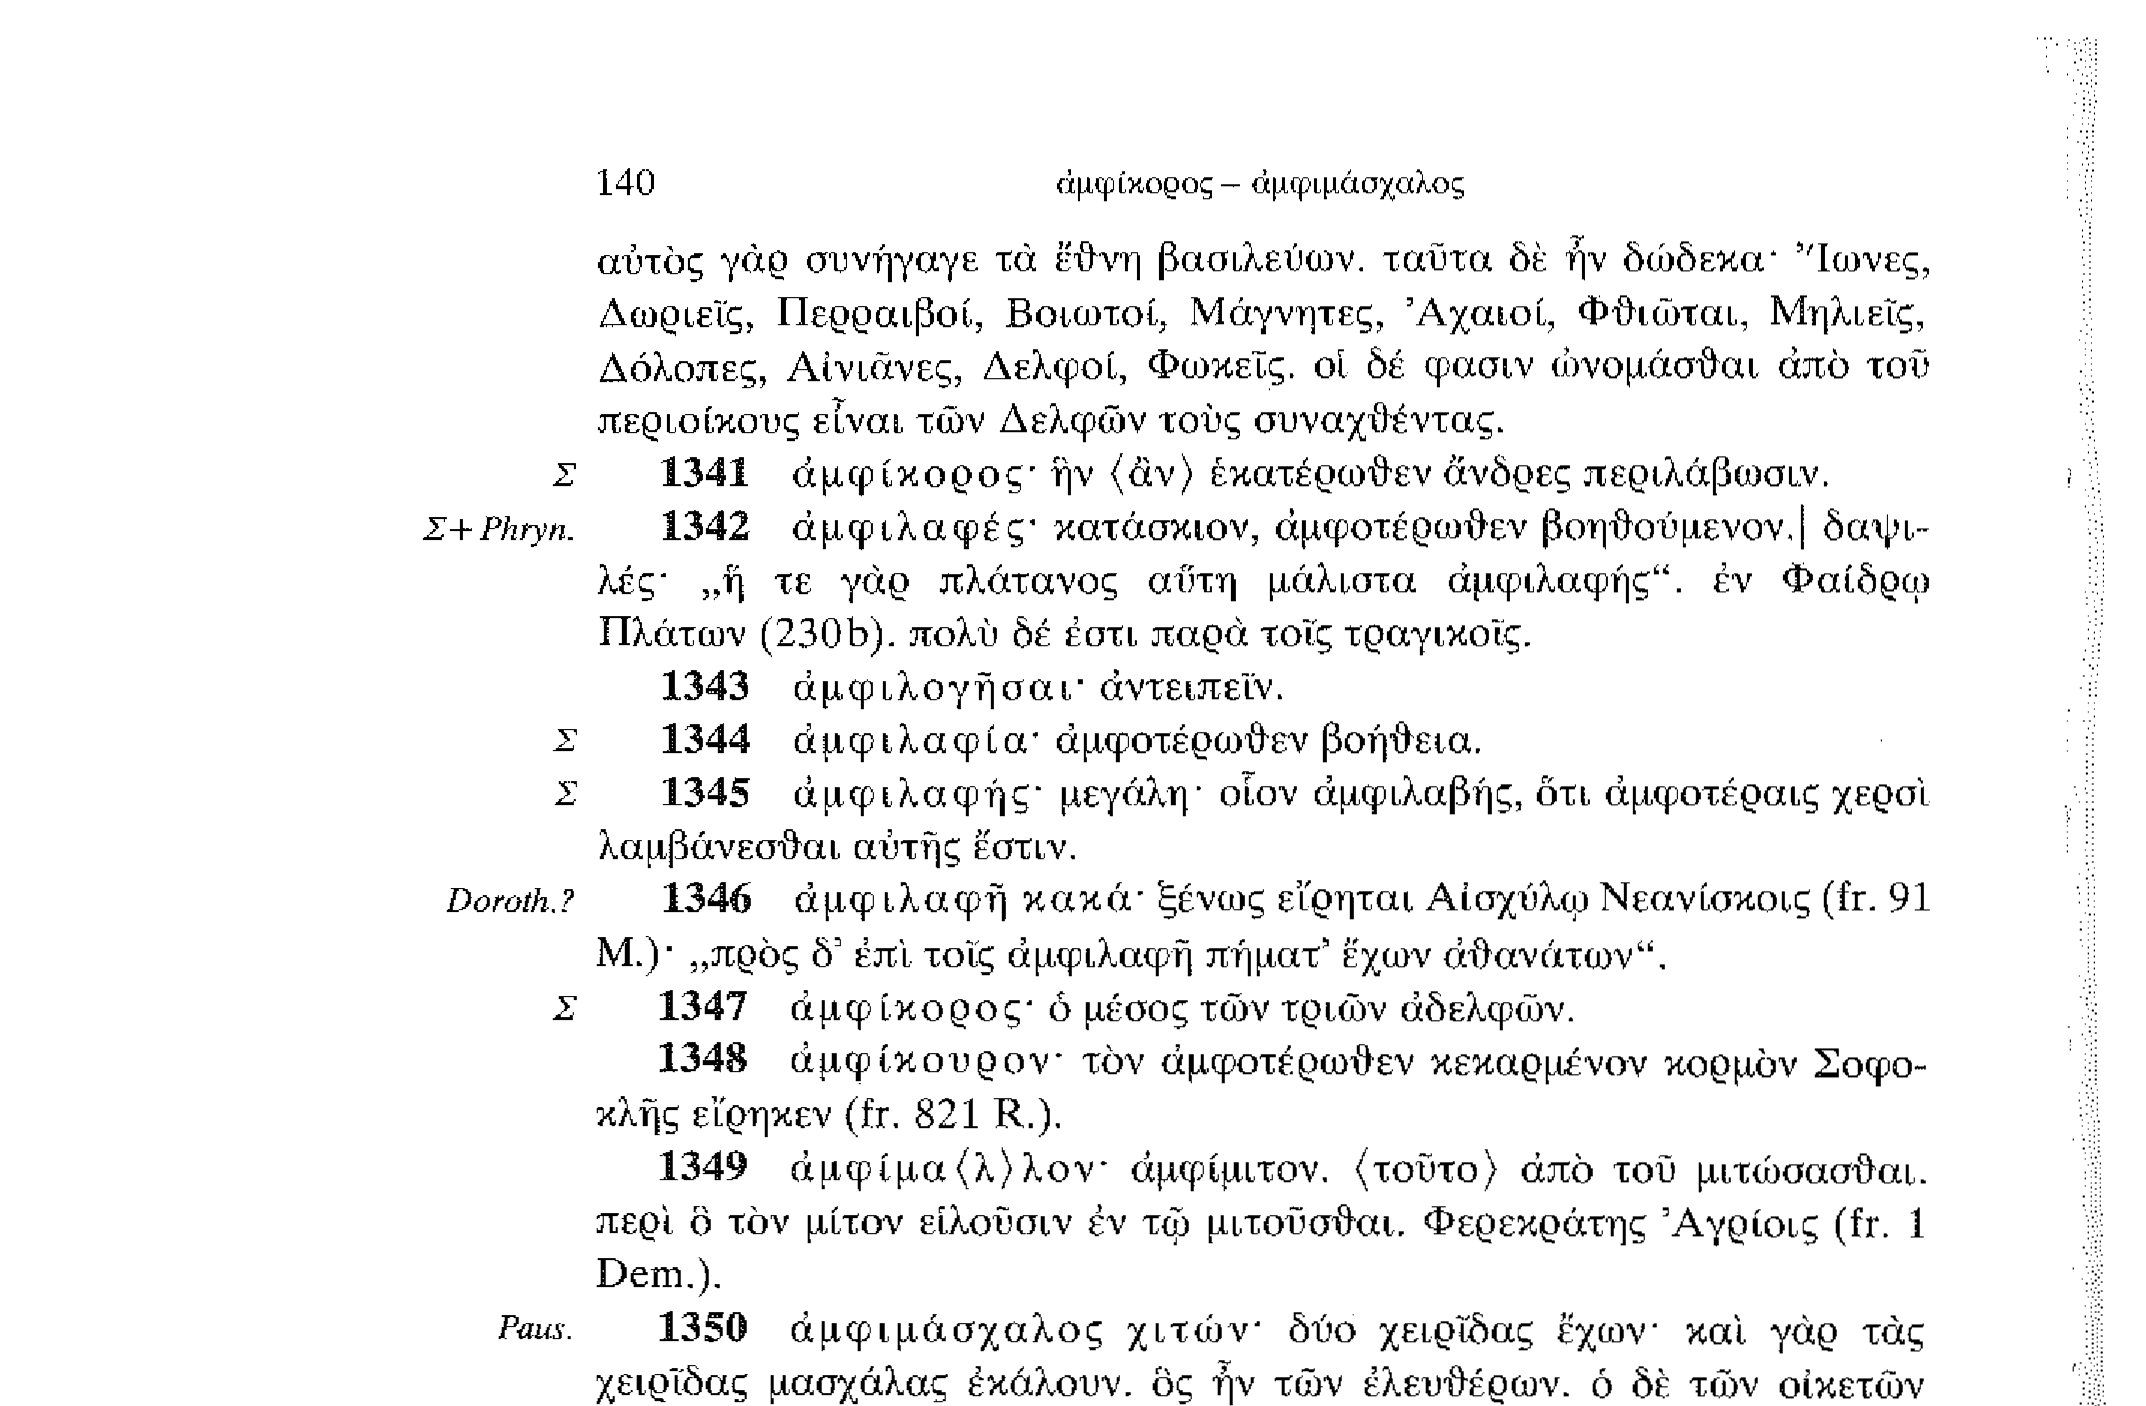 140 ἀμφίκορος – ἀμφιμάσχαλος
αὐτὸς γὰρ συνήγαγε τὰ ἔθνη βασιλεύων. ταῦτα δὲ ἦν δώδεκα· Ἴωνες,
Δωριεῖς, Περραιβοί, Βοιωτοί, Μάγνητες, Ἀχαιοί, Φθιῶται, Μηλιεῖς,
Δόλοπες, Αἰνιᾶνες, Δελφοί, Φωκεῖς. οἱ δέ φασιν ὠνομάσθαι ἀπὸ τοῦ
περιοίκους εἶναι τῶν Δελφῶν τοὺς συναχθέντας.
Σ 1341 ἀμφίκορος· ἣν ⟨ἂν⟩ ἑκατέρωθεν ἄνδρες περιλάβωσιν.
Σ+Phryn. 1342 ἀμφιλαφές· κατάσκιον, ἀμφοτέρωθεν βοηθούμενον.| δαψι-
λές· „ἥ τε γὰρ πλάτανος αὕτη μάλιστα ἀμφιλαφής“. ἐν Φαίδρῳ
Πλάτων (230b). πολὺ δέ ἐστι παρὰ τοῖς τραγικοῖς.
1343 ἀμφιλογῆσαι· ἀντειπεῖν.
Σ 1344 ἀμφιλαφία· ἀμφοτέρωθεν βοήθεια.
Σ 1345 ἀμφιλαφής· μεγάλη· οἷον ἀμφιλαβής, ὅτι ἀμφοτέραις χερσὶ
λαμβάνεσθαι αὐτῆς ἔστιν.
Doroth.? 1346 ἀμφιλαφῆ κακά· ξένως εἴρηται Αἰσχύλῳ Νεανίσκοις (fr. 91
M.)· „πρὸς δ’ ἐπὶ τοῖς ἀμφιλαφῆ πήματ’ ἔχων ἀθανάτων“.
Σ 1347 ἀμφίκορος· ὁ μέσος τῶν τριῶν ἀδελφῶν.
1348 ἀμφίκουρον· τὸν ἀμφοτέρωθεν κεκαρμένον κορμὸν Σοφο-
κλῆς εἴρηκεν (fr. 821 R.).
1349 ἀμφίμα⟨λ⟩λον· ἀμφίμιτον. ⟨τοῦτο⟩ ἀπὸ τοῦ μιτώσασθαι.
περὶ ὃ τὸν μίτον εἱλοῦσιν ἐν τῷ μιτοῦσθαι. Φερεκράτης Ἀγρίοις (fr. 1
Dem.).
Paus. 1350 ἀμφιμάσχαλος χιτών· δύο χειρῖδας ἔχων· καὶ γὰρ τὰς
χειρῖδας μασχάλας ἐκάλουν. ὃς ἦν τῶν ἐλευθέρων. ὁ δὲ τῶν οἰκετῶν